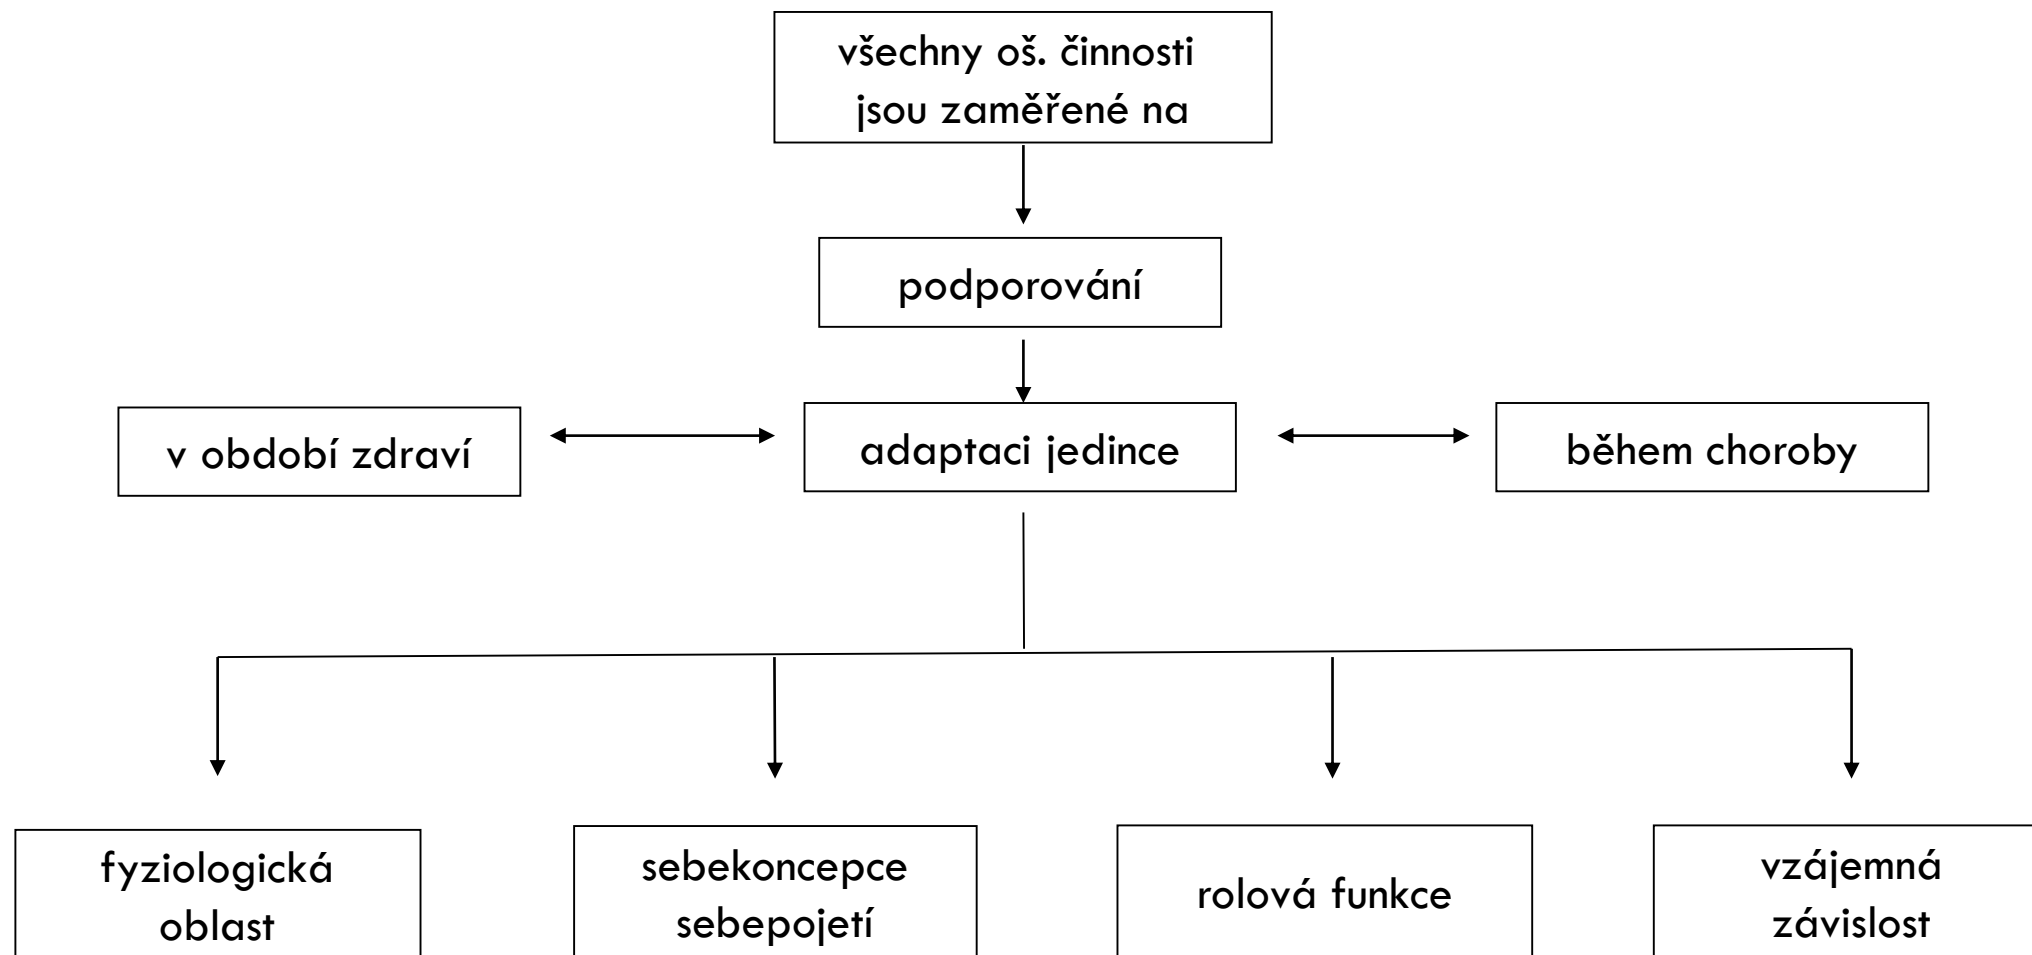 všechny oš. činnosti
jsou zaměřené na
podporování
v období zdraví
adaptaci jedince
během choroby
fyziologická
oblast
sebekoncepce
sebepojetí
rolová funkce
vzájemná
závislost